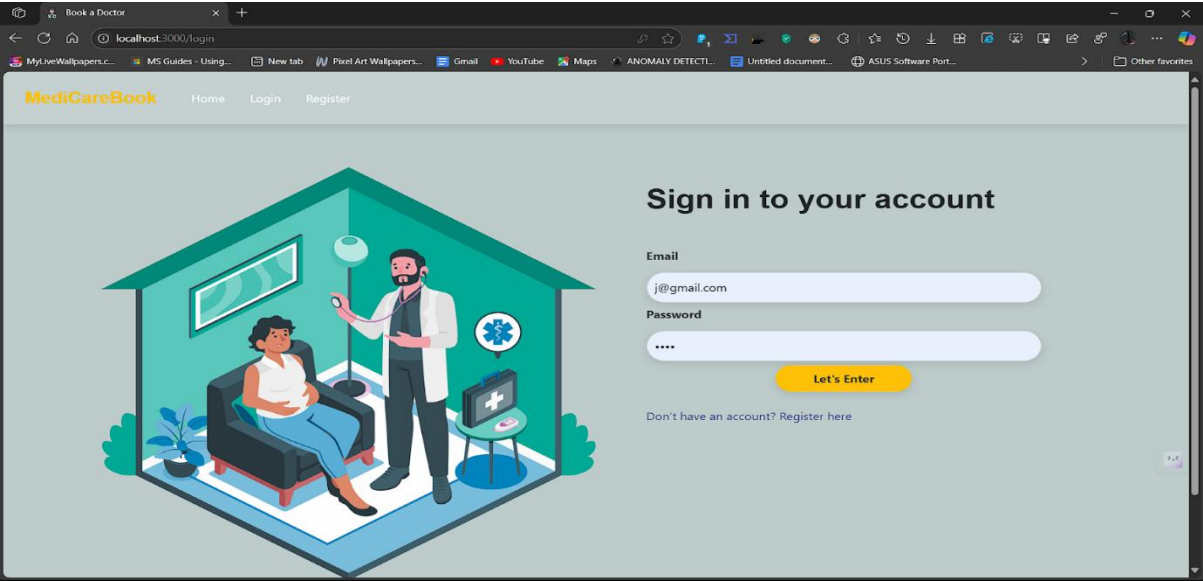 Book a Doctor
localhost:3000/login
MyLiveWallpapers.c... MS Guides - Using... New tab Pixel Art Wallpapers... Gmail YouTube Maps ANOMALY DETECTI... Untitled document... ASUS Software Port... Other favorites
MediCareBook Home Login Register
Sign in to your account
Email
j@gmail.com
Password
••••
Let's Enter
Don't have an account? Register here